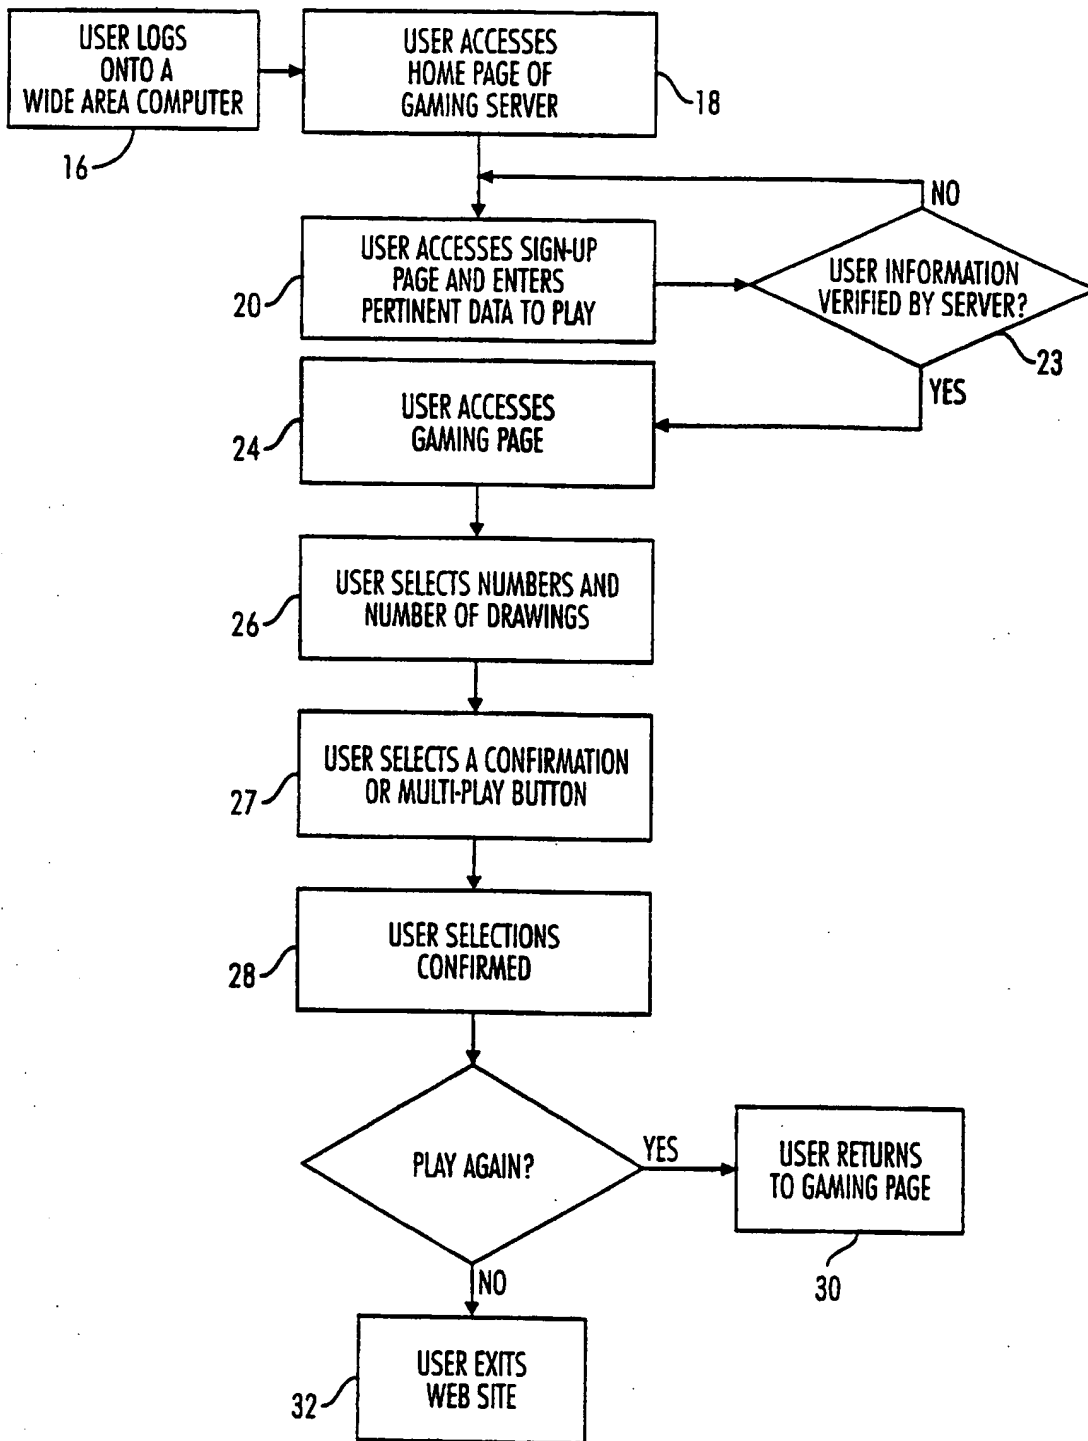 USER LOGS
ONTO A
WIDE AREA COMPUTER
16
USER ACCESSES
HOME PAGE OF
GAMING SERVER
18
NO
USER ACCESSES SIGN-UP
PAGE AND ENTERS
PERTINENT DATA TO PLAY
20
USER INFORMATION
VERIFIED BY SERVER?
23
YES
USER ACCESSES
GAMING PAGE
24
USER SELECTS NUMBERS AND
NUMBER OF DRAWINGS
26
USER SELECTS A CONFIRMATION
OR MULTI-PLAY BUTTON
27
USER SELECTIONS
CONFIRMED
28
PLAY AGAIN?
YES
USER RETURNS
TO GAMING PAGE
30
NO
USER EXITS
WEB SITE
32